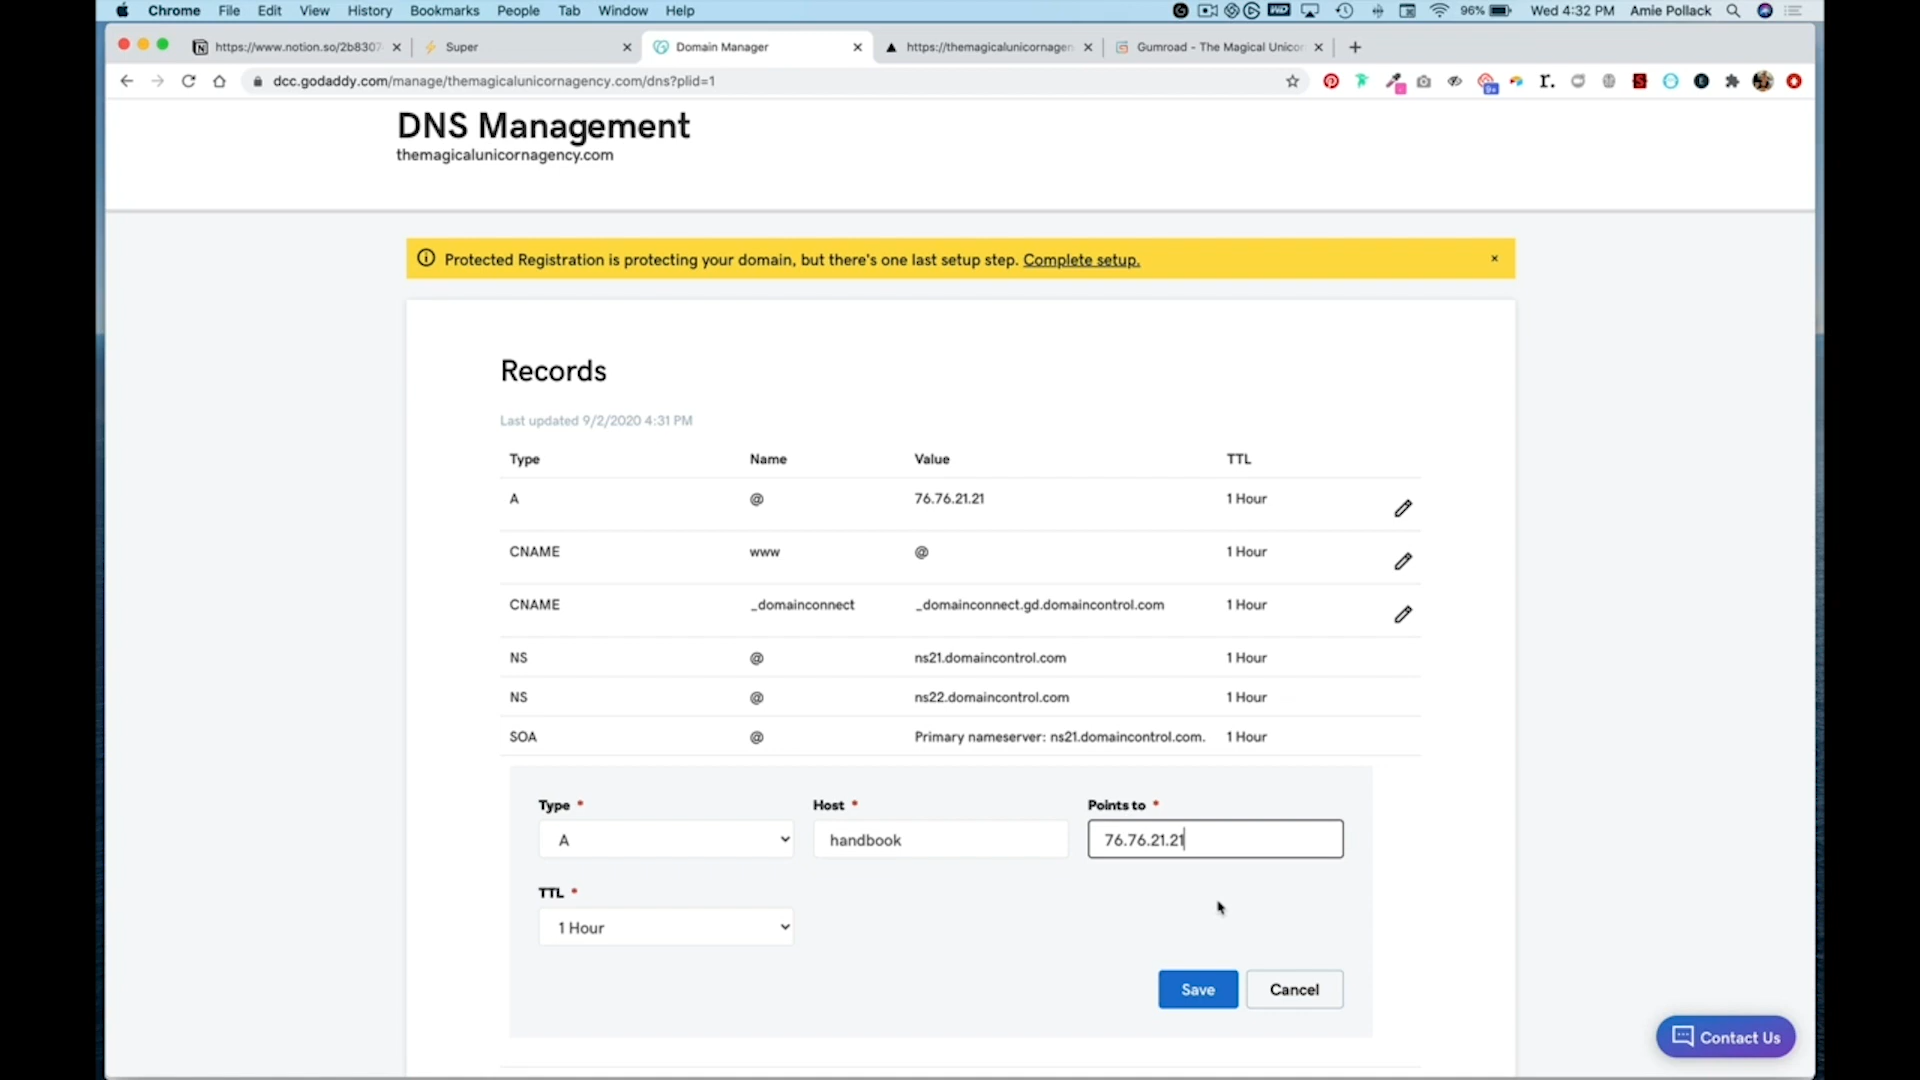 Chrome File Edit View History Bookmarks People Tab Window Help 96% Wed 4:32 PM Amie Pollack
https://www.notion.so/2b8307 Super Domain Manager https://themagicalunicornagen Gumroad - The Magical Unico
dcc.godaddy.com/manage/themagicalunicornagency.com/dns?plid=1
DNS Management
themagicalunicornagency.com
Protected Registration is protecting your domain, but there's one last setup step. Complete setup.
Records
Last updated 9/2/2020 4:31 PM
Type Name Value TTL
A @ 76.76.21.21 1 Hour
CNAME www @ 1 Hour
CNAME _domainconnect _domainconnect.gd.domaincontrol.com 1 Hour
NS @ ns21.domaincontrol.com 1 Hour
NS @ ns22.domaincontrol.com 1 Hour
SOA @ Primary nameserver: ns21.domaincontrol.com. 1 Hour
Type * Host * Points to *
A handbook 76.76.21.21
TTL *
1 Hour
Save Cancel
Contact Us